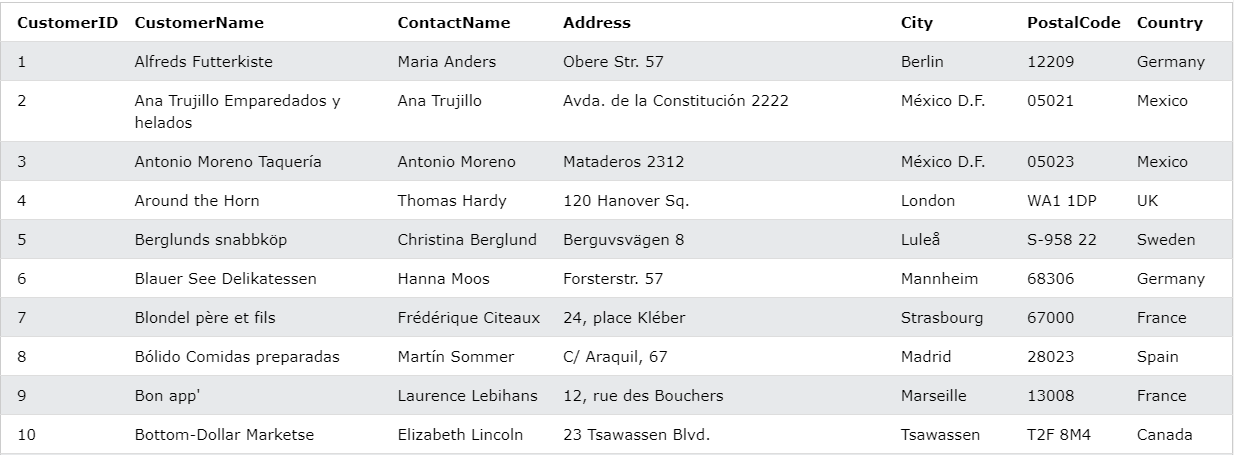 CustomerID CustomerName ContactName Address City PostalCode Country
1 Alfreds Futterkiste Maria Anders Obere Str. 57 Berlin 12209 Germany
2 Ana Trujillo Emparedados y Ana Trujillo Avda. de la Constitución 2222 México D.F. 05021 Mexico
helados
3 Antonio Moreno Taquería Antonio Moreno Mataderos 2312 México D.F. 05023 Mexico
4 Around the Horn Thomas Hardy 120 Hanover Sq. London WA1 1DP UK
5 Berglunds snabbköp Christina Berglund Berguvsvägen 8 Luleå S-958 22 Sweden
6 Blauer See Delikatessen Hanna Moos Forsterstr. 57 Mannheim 68306 Germany
7 Blondel père et fils Frédérique Citeaux 24, place Kléber Strasbourg 67000 France
8 Bólido Comidas preparadas Martín Sommer C/ Araquil, 67 Madrid 28023 Spain
9 Bon app' Laurence Lebihans 12, rue des Bouchers Marseille 13008 France
10 Bottom-Dollar Marketse Elizabeth Lincoln 23 Tsawassen Blvd. Tsawassen T2F 8M4 Canada